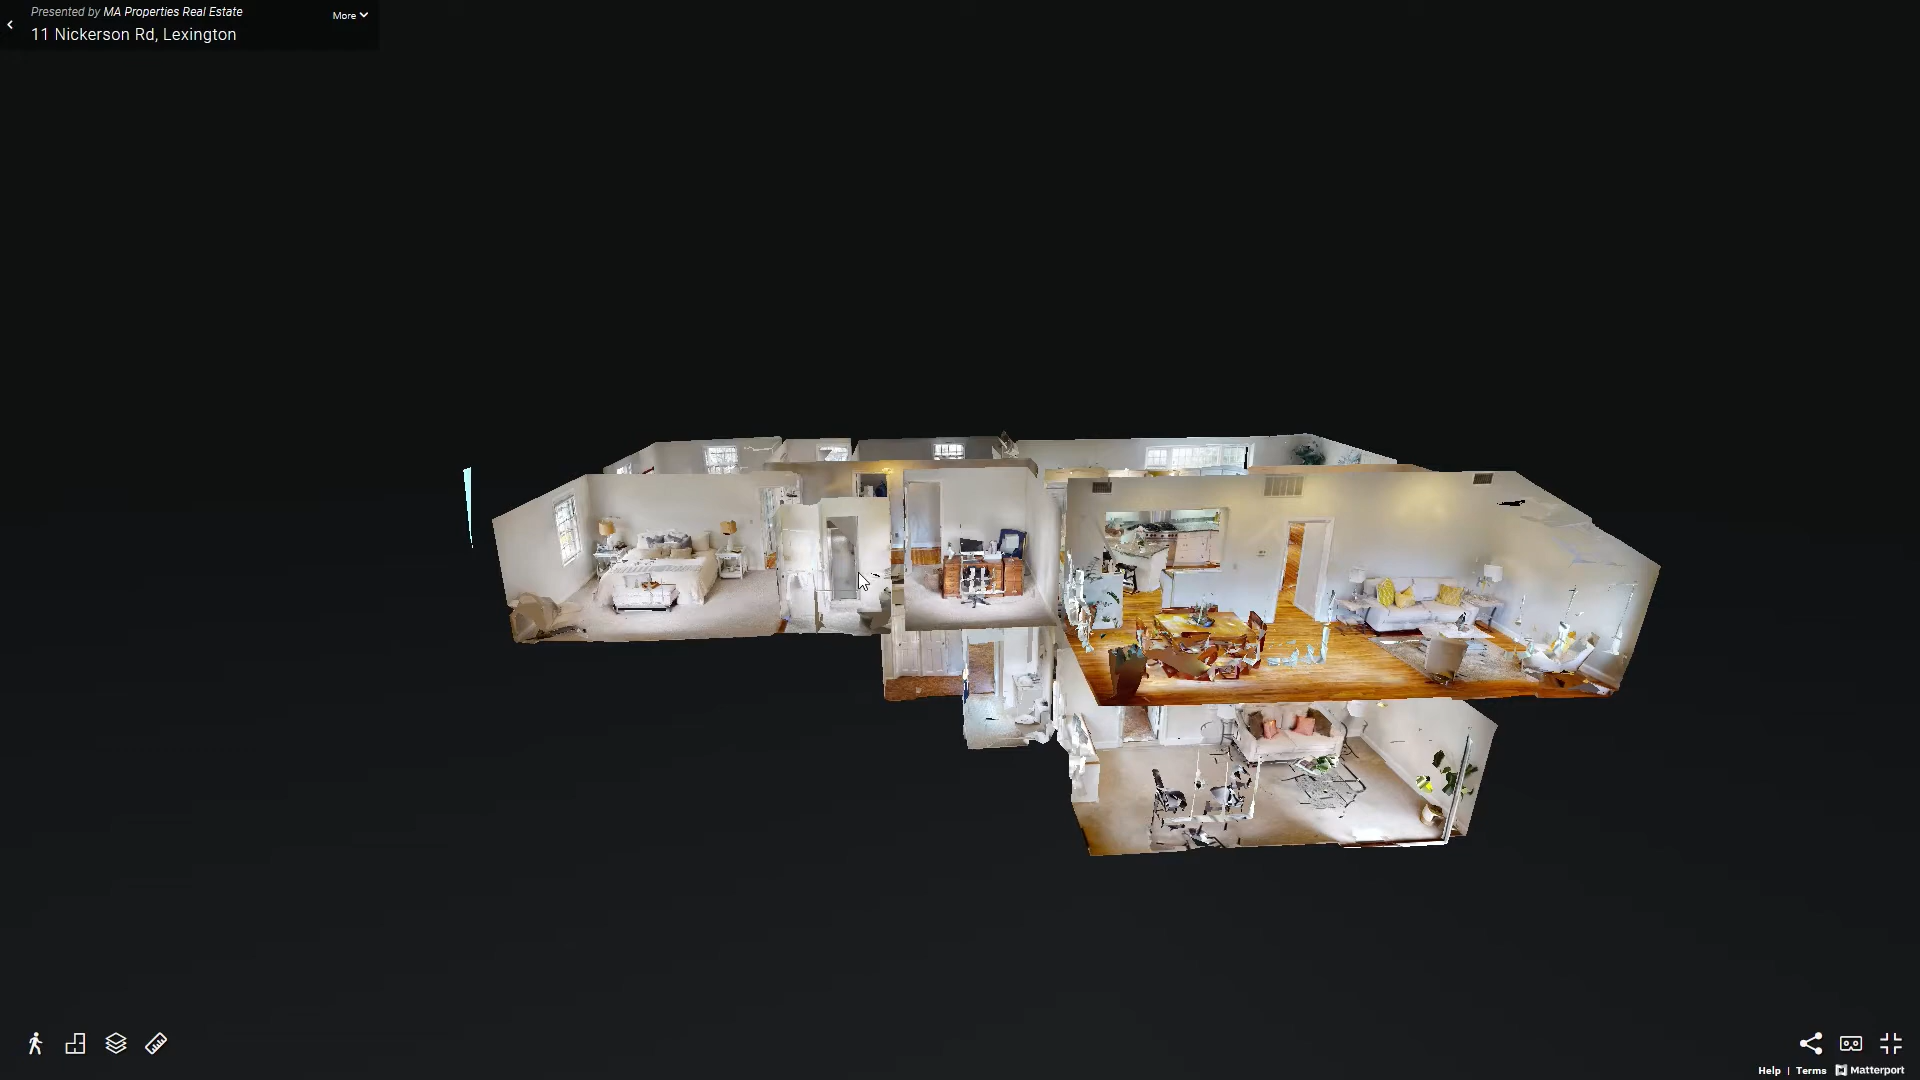 Presented by MA Properties Real Estate
More
11 Nickerson Rd, Lexington
Help | Terms Matterport